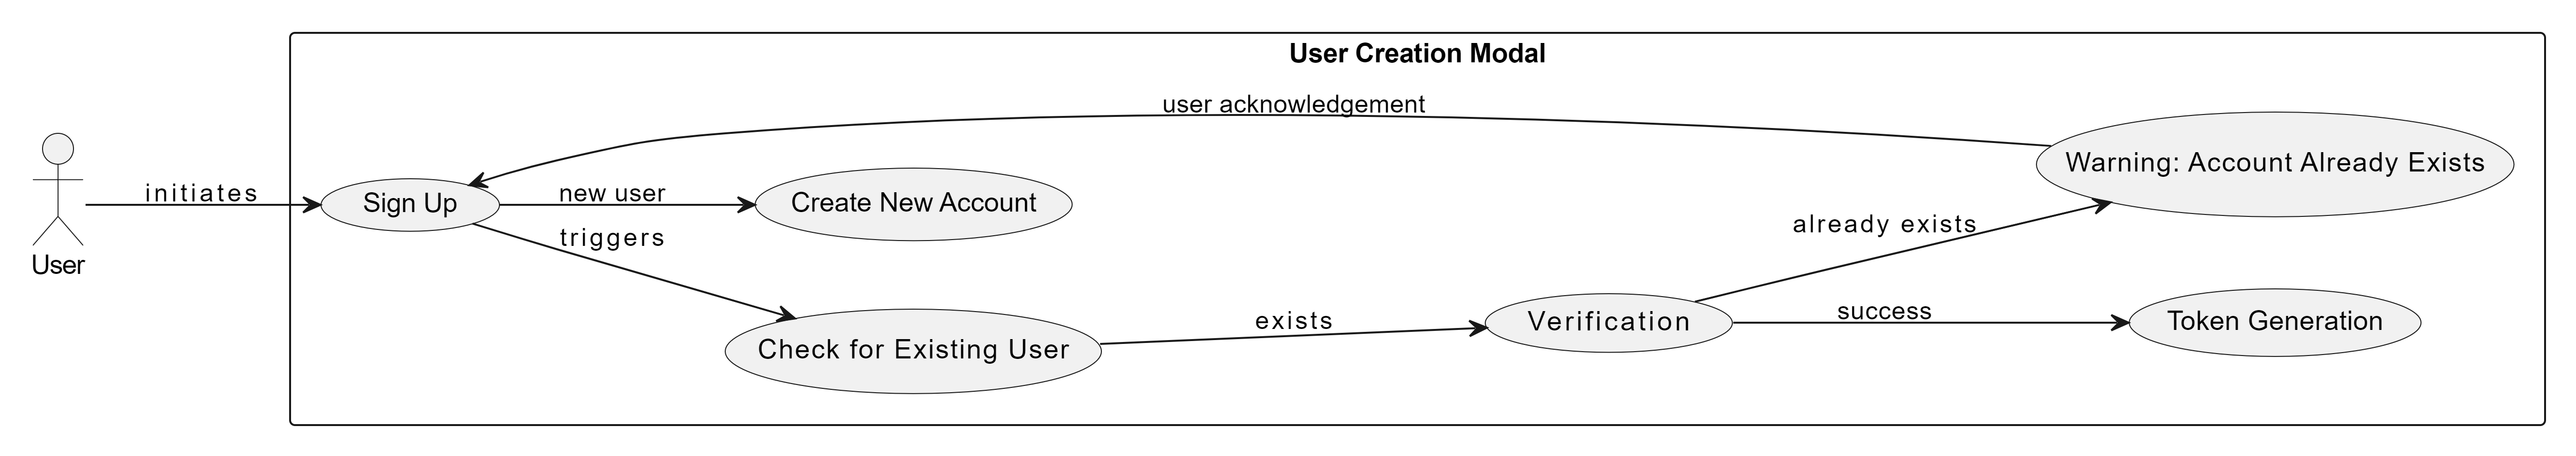 User Creation Modal
user acknowledgement
Warning: Account Already Exists
initiates
Sign Up
new user
Create New Account
already exists
triggers
User
success
exists
Verification
Token Generation
Check for Existing User